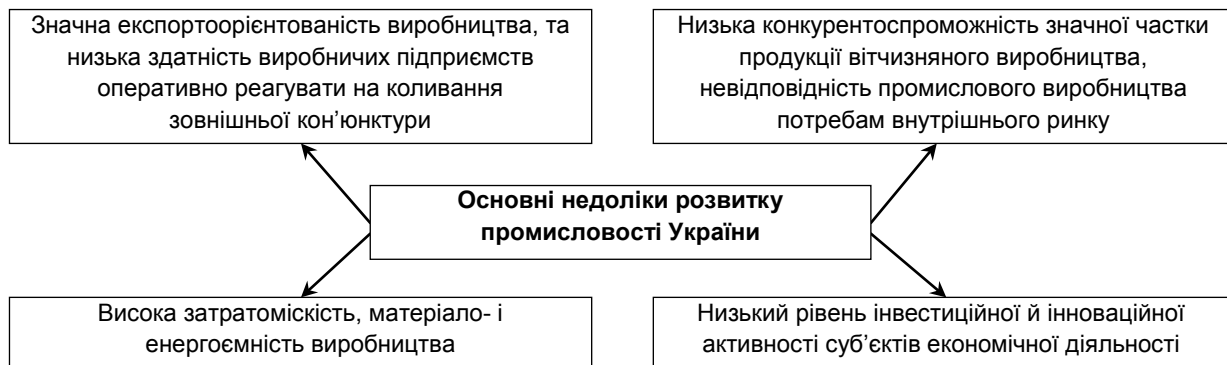 Значна експортоорієнтованість виробництва, та
низька здатність виробничих підприємств
оперативно реагувати на коливання
зовнішньої кон’юнктури
Низька конкурентоспроможність значної частки
продукції вітчизняного виробництва,
невідповідність промислового виробництва
потребам внутрішнього ринку
Основні недоліки розвитку
промисловості України
Висока затратоміскість, матеріало- і
енергоємність виробництва
Низький рівень інвестиційної й інноваційної
активності суб’єктів економічної діяльності